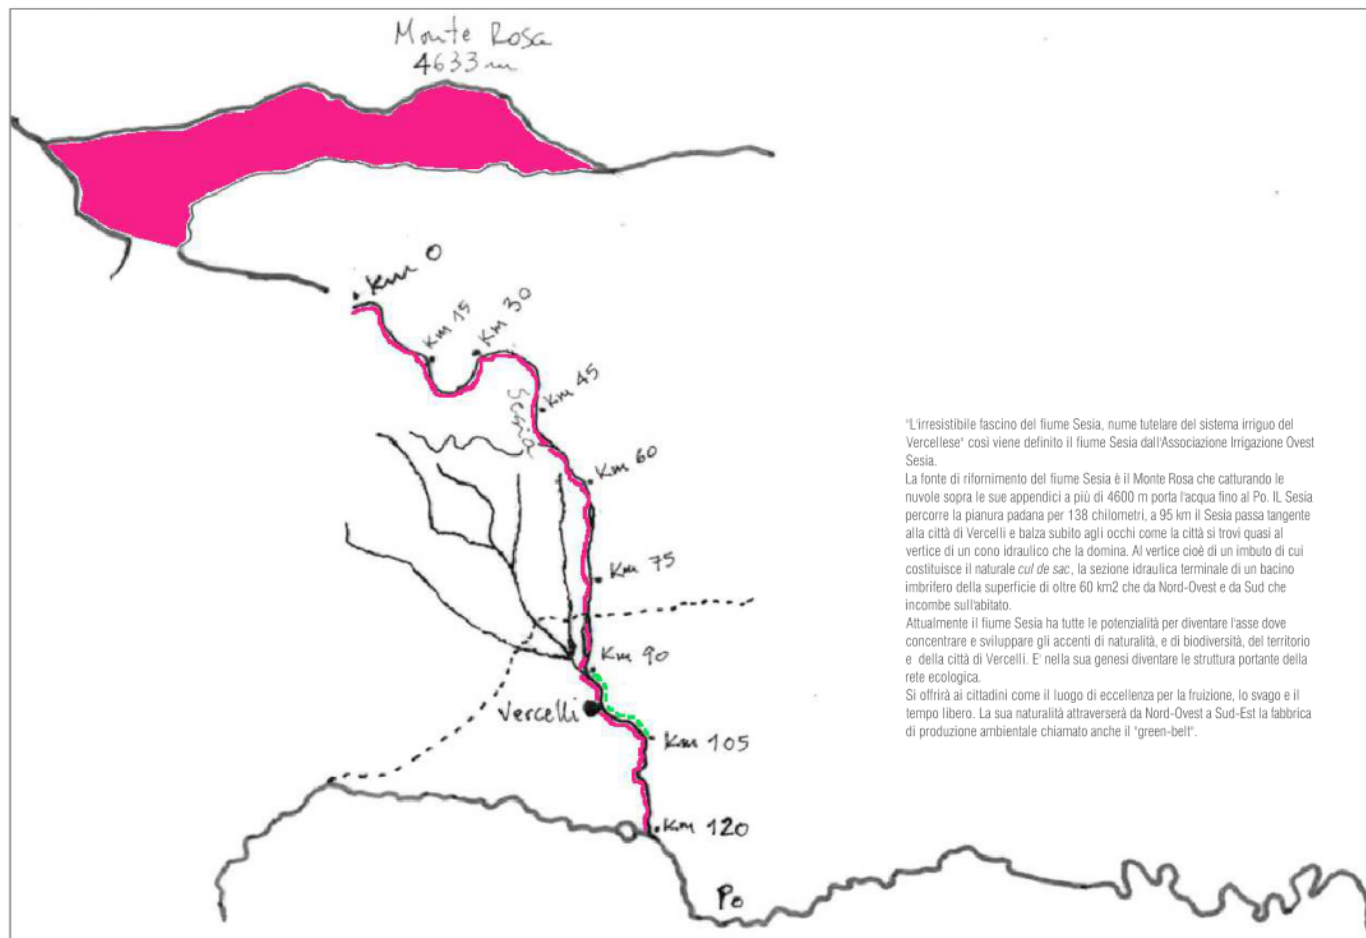 Monte Rosa
4633 m
Km 0
Km 15
Km 30
Km 45
Sesia
Km 60
Km 75
Km 90
Vercelli
Km 105
Km 120
Po
"L'irresistibile fascino del fiume Sesia, nume tutelare del sistema irriguo del
Vercellese" così viene definito il fiume Sesia dall'Associazione Irrigazione Ovest
Sesia.
La fonte di rifornimento del fiume Sesia è il Monte Rosa che catturando le
nuvole sopra le sue appendici a più di 4600 m porta l'acqua fino al Po. IL Sesia
percorre la pianura padana per 138 chilometri, a 95 km il Sesia passa tangente
alla città di Vercelli e balza subito agli occhi come la città si trovi quasi al
vertice di un cono idraulico che la domina. Al vertice cioè di un imbuto di cui
costituisce il naturale cul de sac, la sezione idraulica terminale di un bacino
imbrifero della superficie di oltre 60 km2 che da Nord-Ovest e da Sud che
incombe sull'abitato.
Attualmente il fiume Sesia ha tutte le potenzialità per diventare l'asse dove
concentrare e sviluppare gli accenti di naturalità, e di biodiversità, del territorio
e della città di Vercelli. E' nella sua genesi diventare le struttura portante della
rete ecologica.
Si offrirà ai cittadini come il luogo di eccellenza per la fruizione, lo svago e il
tempo libero. La sua naturalità attraverserà da Nord-Ovest a Sud-Est la fabbrica
di produzione ambientale chiamato anche il "green-belt".